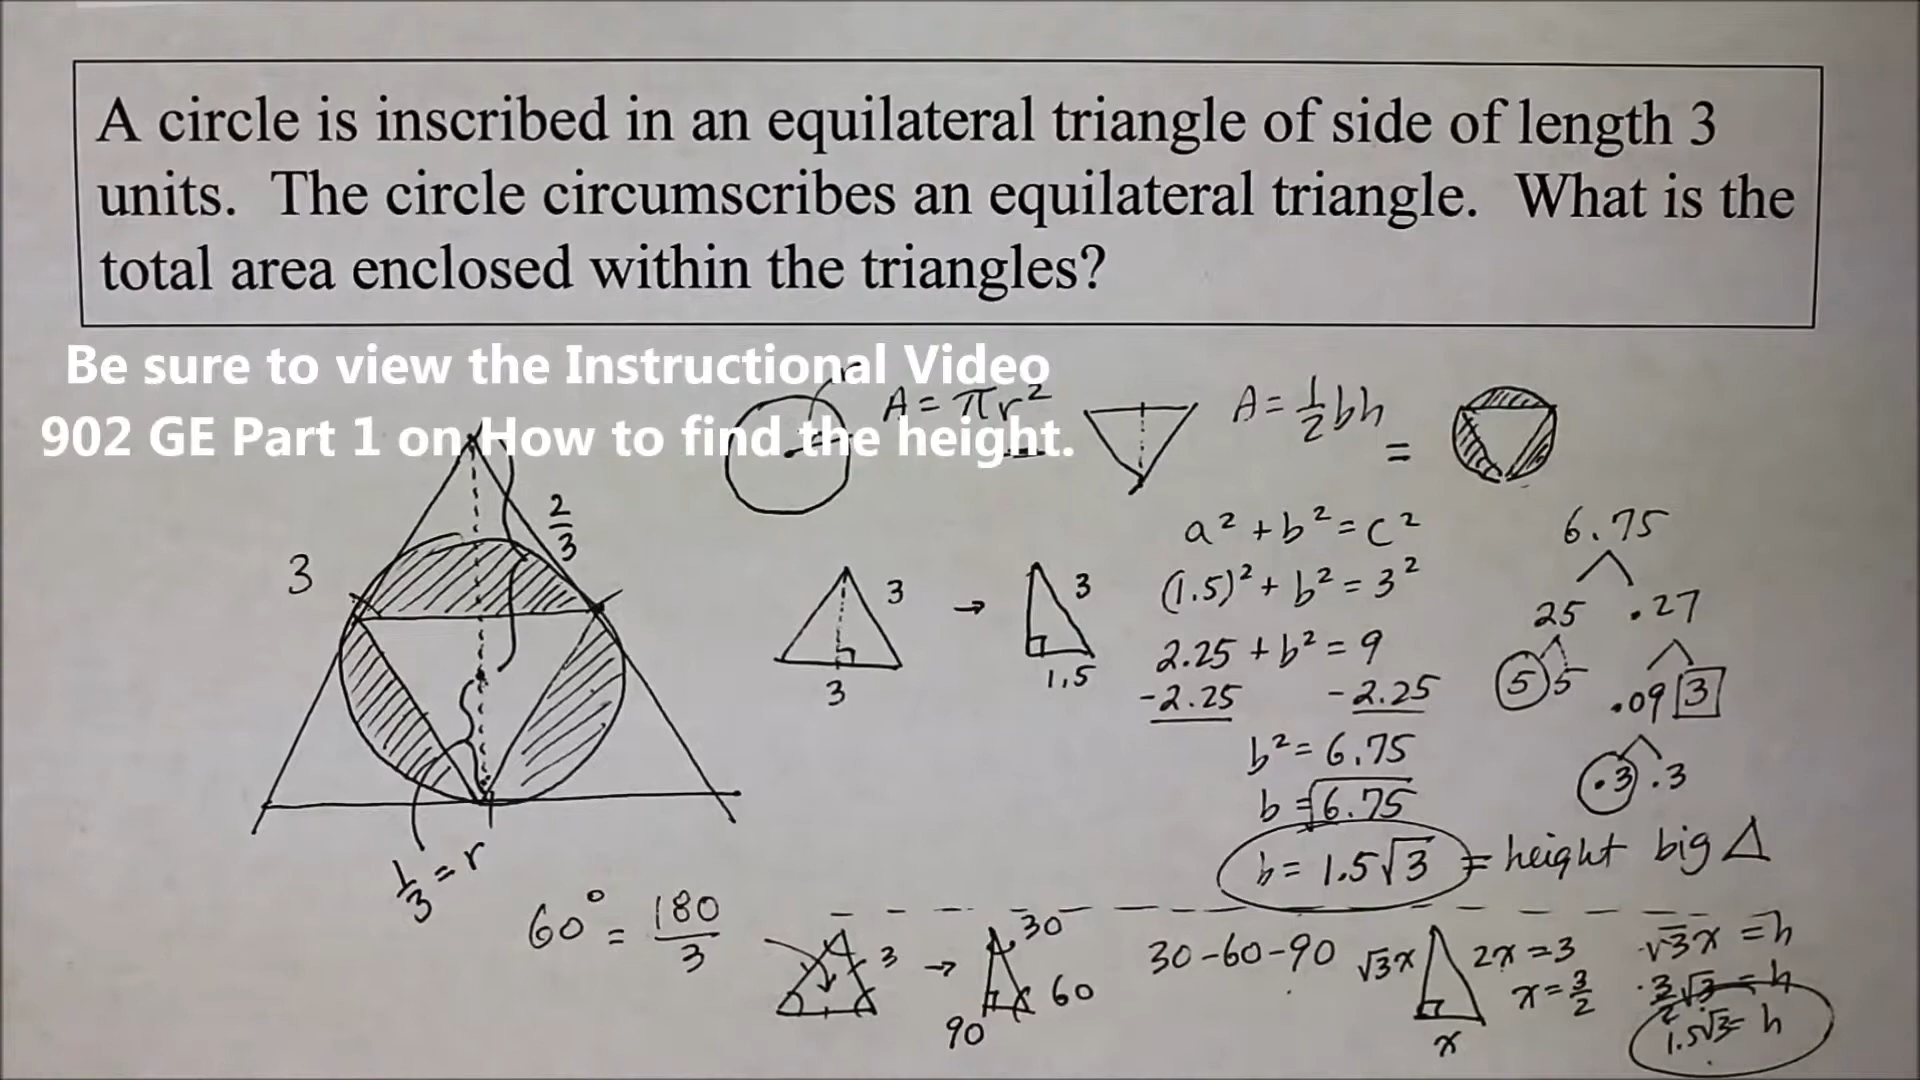 A circle is inscribed in an equilateral triangle of side of length 3
units. The circle circumscribes an equilateral triangle. What is the
total area enclosed within the triangles?
Be sure to view the Instructional Video
902 GE Part 1 on How to find the height.
r
A = πr²
−
A = 1/2 bh
=
3
2/3
1/3 = r
60° = 180/3
3
3
→
3
1.5
a² + b² = c²
(1.5)² + b² = 3²
2.25 + b² = 9
-2.25 -2.25
b² = 6.75
b = √6.75
b = 1.5√3 = height big △
6.75
25 .27
5 5 .09 3
.3 .3
3 → 30
60
90
30-60-90
√3x
2x = 3
x = 3/2
x
√3x = h
3/2√3 = h
1.5√3 = h